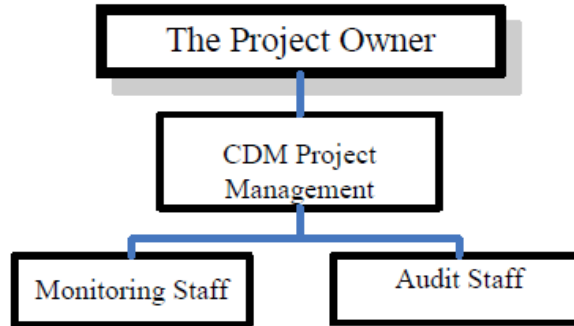 The Project Owner
CDM Project
Management
Monitoring Staff
Audit Staff